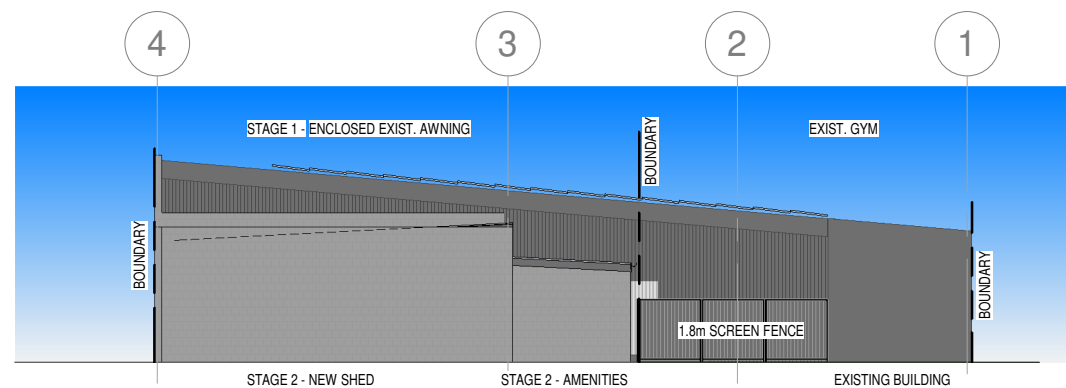 4
3
2
1
STAGE 1 - ENCLOSED EXIST. AWNING
BOUNDARY
EXIST. GYM
BOUNDARY
BOUNDARY
1.8m SCREEN FENCE
STAGE 2 - NEW SHED
STAGE 2 - AMENITIES
EXISTING BUILDING